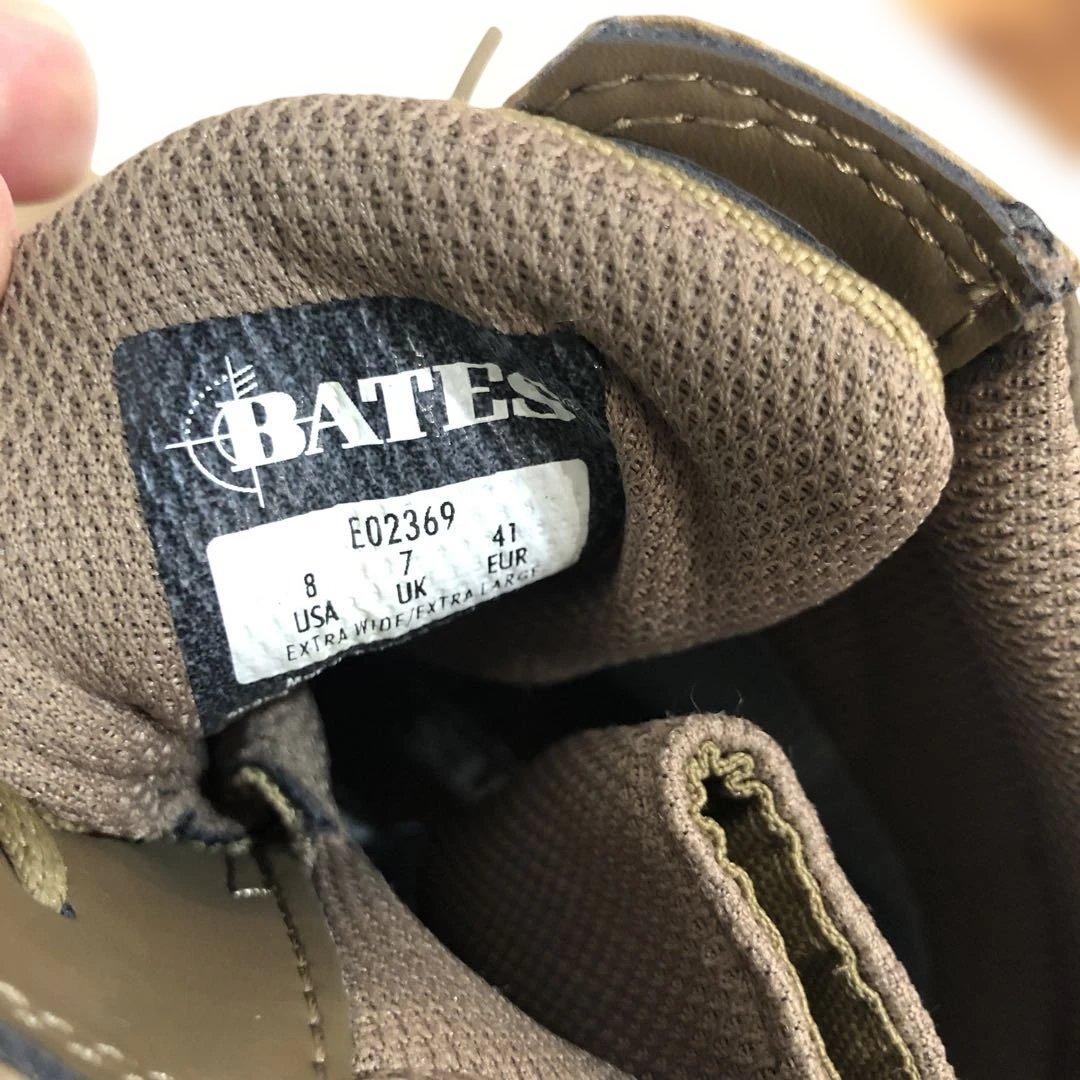 BATES
E02369
8 7 41
USA UK EUR
EXTRA WIDE/EXTRA LARGE